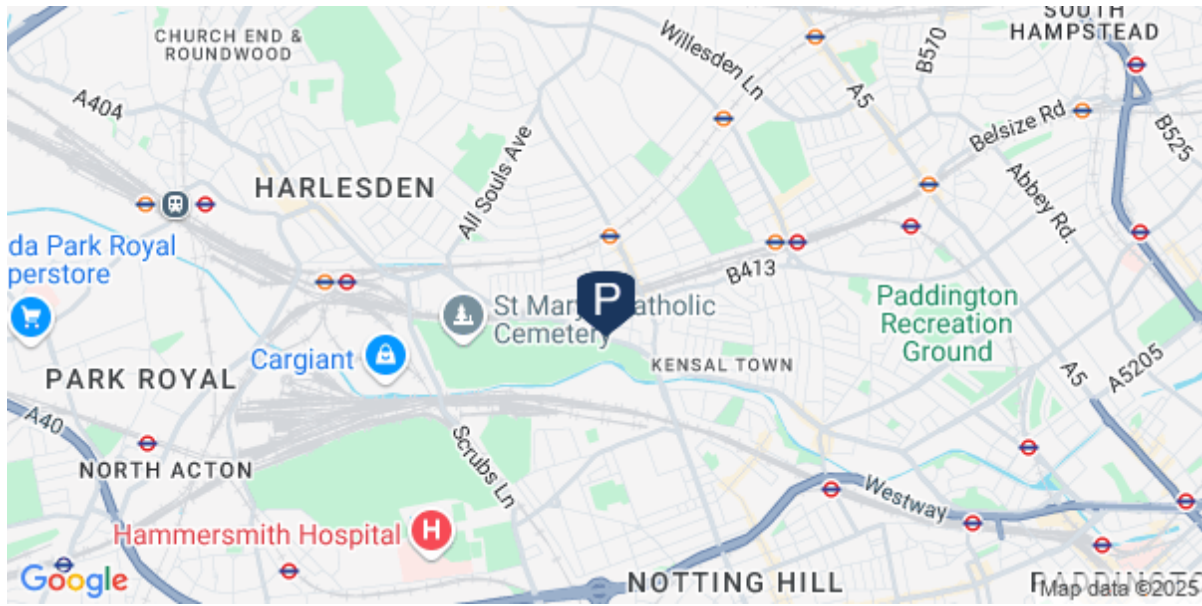 SOUTH
HAMPSTEAD
CHURCH END &
ROUNDWOOD
Willesden Ln
B570
A5
A404
Belsize Rd
B525
All Souls Ave
HARLESDEN
Abbey Rd.
da Park Royal
perstore
B413
P
St Mary's Catholic
Cemetery
Paddington
Recreation
Ground
Cargiant
KENSAL TOWN
PARK ROYAL
A5
A5205
A40
Scrubs Ln
NORTH ACTON
Westway
Hammersmith Hospital
H
Google
NOTTING HILL
Map data ©2025